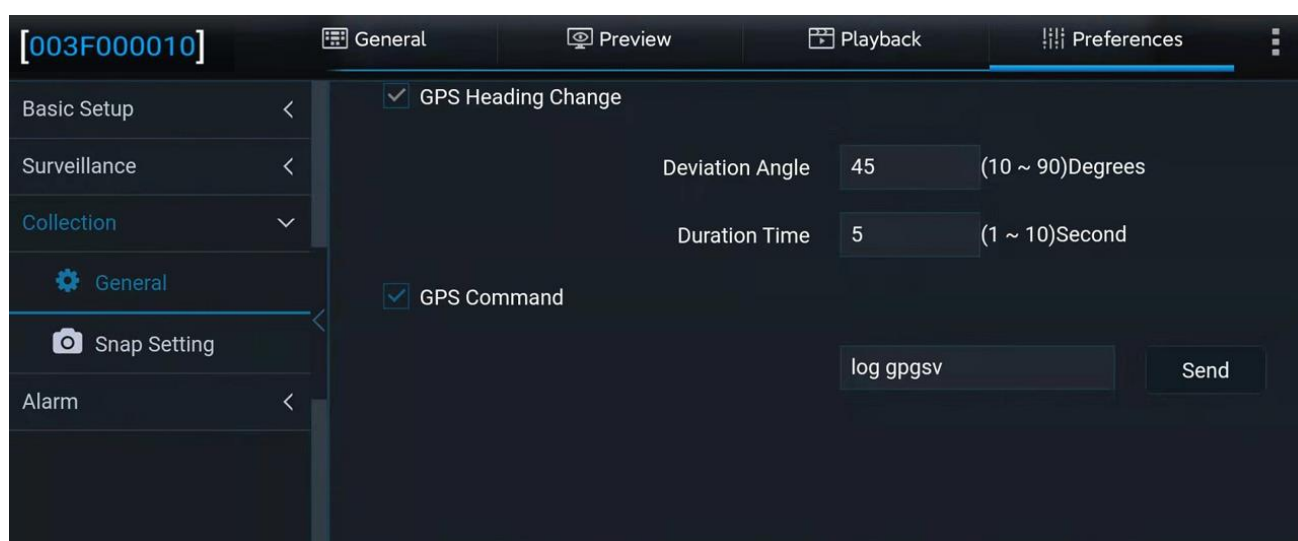 [003F000010]
General
Preview
Playback
Preferences
Basic Setup
Surveillance
Collection
General
Snap Setting
Alarm
GPS Heading Change
Deviation Angle 45 (10 ~ 90)Degrees
Duration Time 5 (1 ~ 10)Second
GPS Command
log gpgsv Send